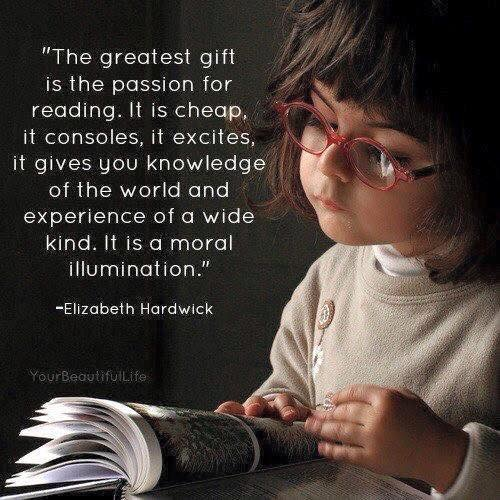 "The greatest gift
is the passion for
reading. It is cheap,
it consoles, it excites,
it gives you knowledge
of the world and
experience of a wide
kind. It is a moral
illumination."
-Elizabeth Hardwick
YourBeautifulLife